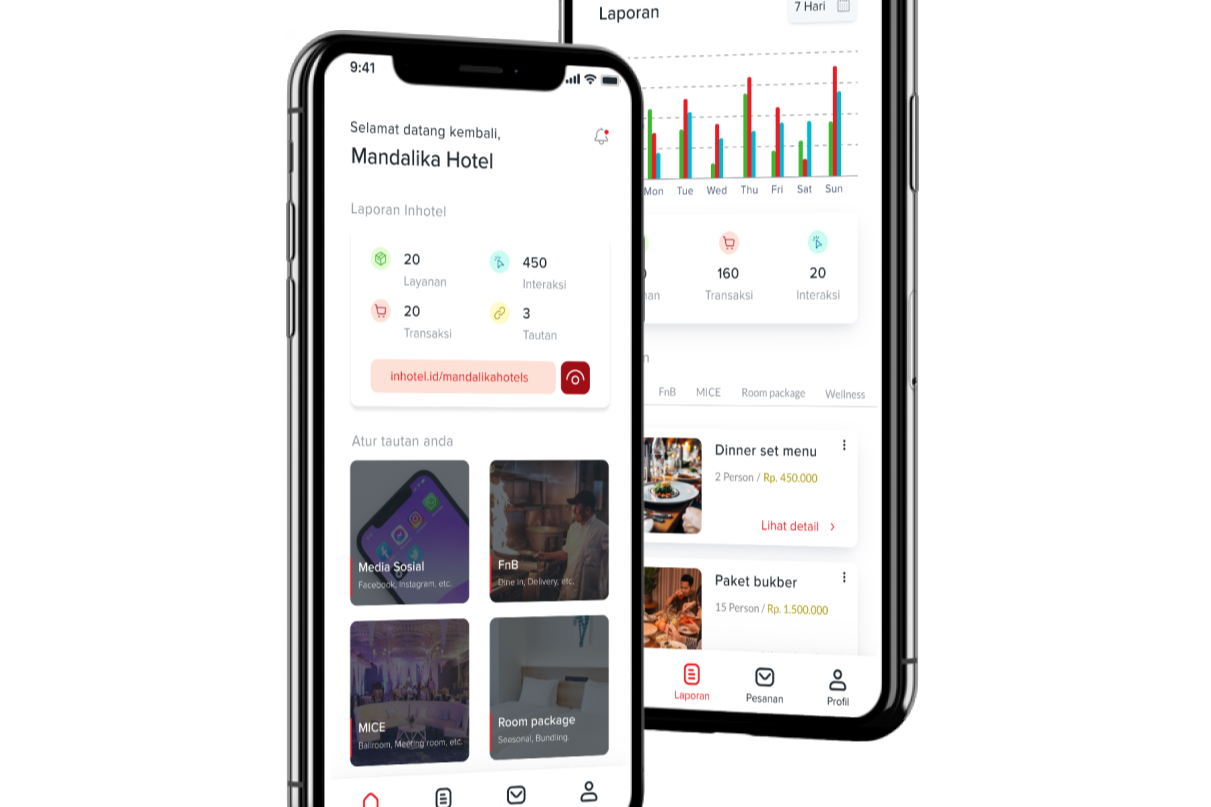 9:41
Selamat datang kembali,
Mandalika Hotel
Laporan Inhotel
20
Layanan
450
Interaksi
20
Transaksi
3
Tautan
inhotel.id/mandalikahotels
Atur tautan anda
Media Sosial
Facebook, Instagram, etc.
FnB
Dine in, Delivery, etc.
MICE
Ballroom, Meeting room, etc.
Room package
Seasonal, Bundling.
Laporan
7 Hari
Mon Tue Wed Thu Fri Sat Sun
160
Transaksi
20
Interaksi
FnB MICE Room package Wellness
Dinner set menu
2 Person / Rp. 450.000
Lihat detail
Paket bukber
15 Person / Rp. 1.500.000
Laporan Pesanan Profil